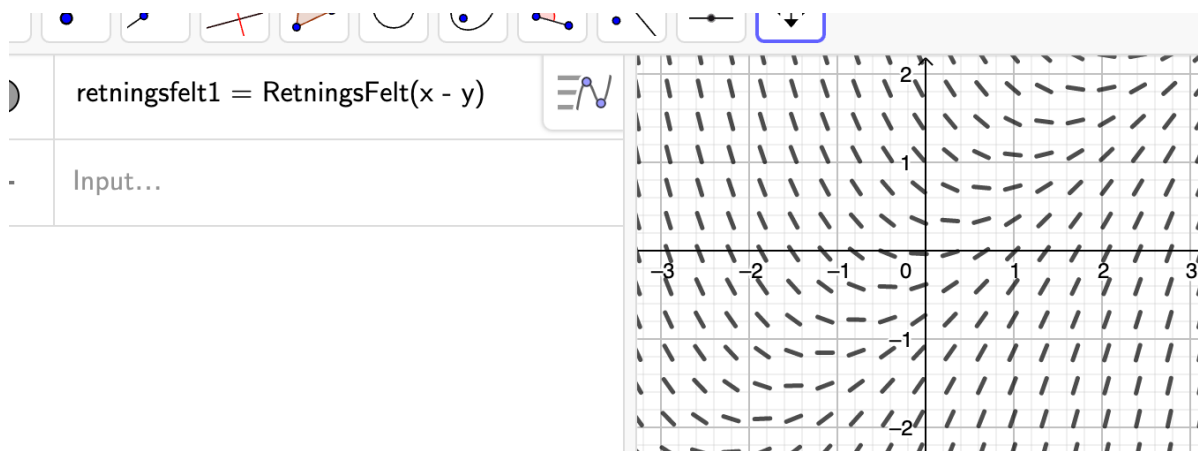 retningsfelt1 = RetningsFelt(x - y)
Input...
2
1
−3 −2 −1 0 1 2 3
−1
−2